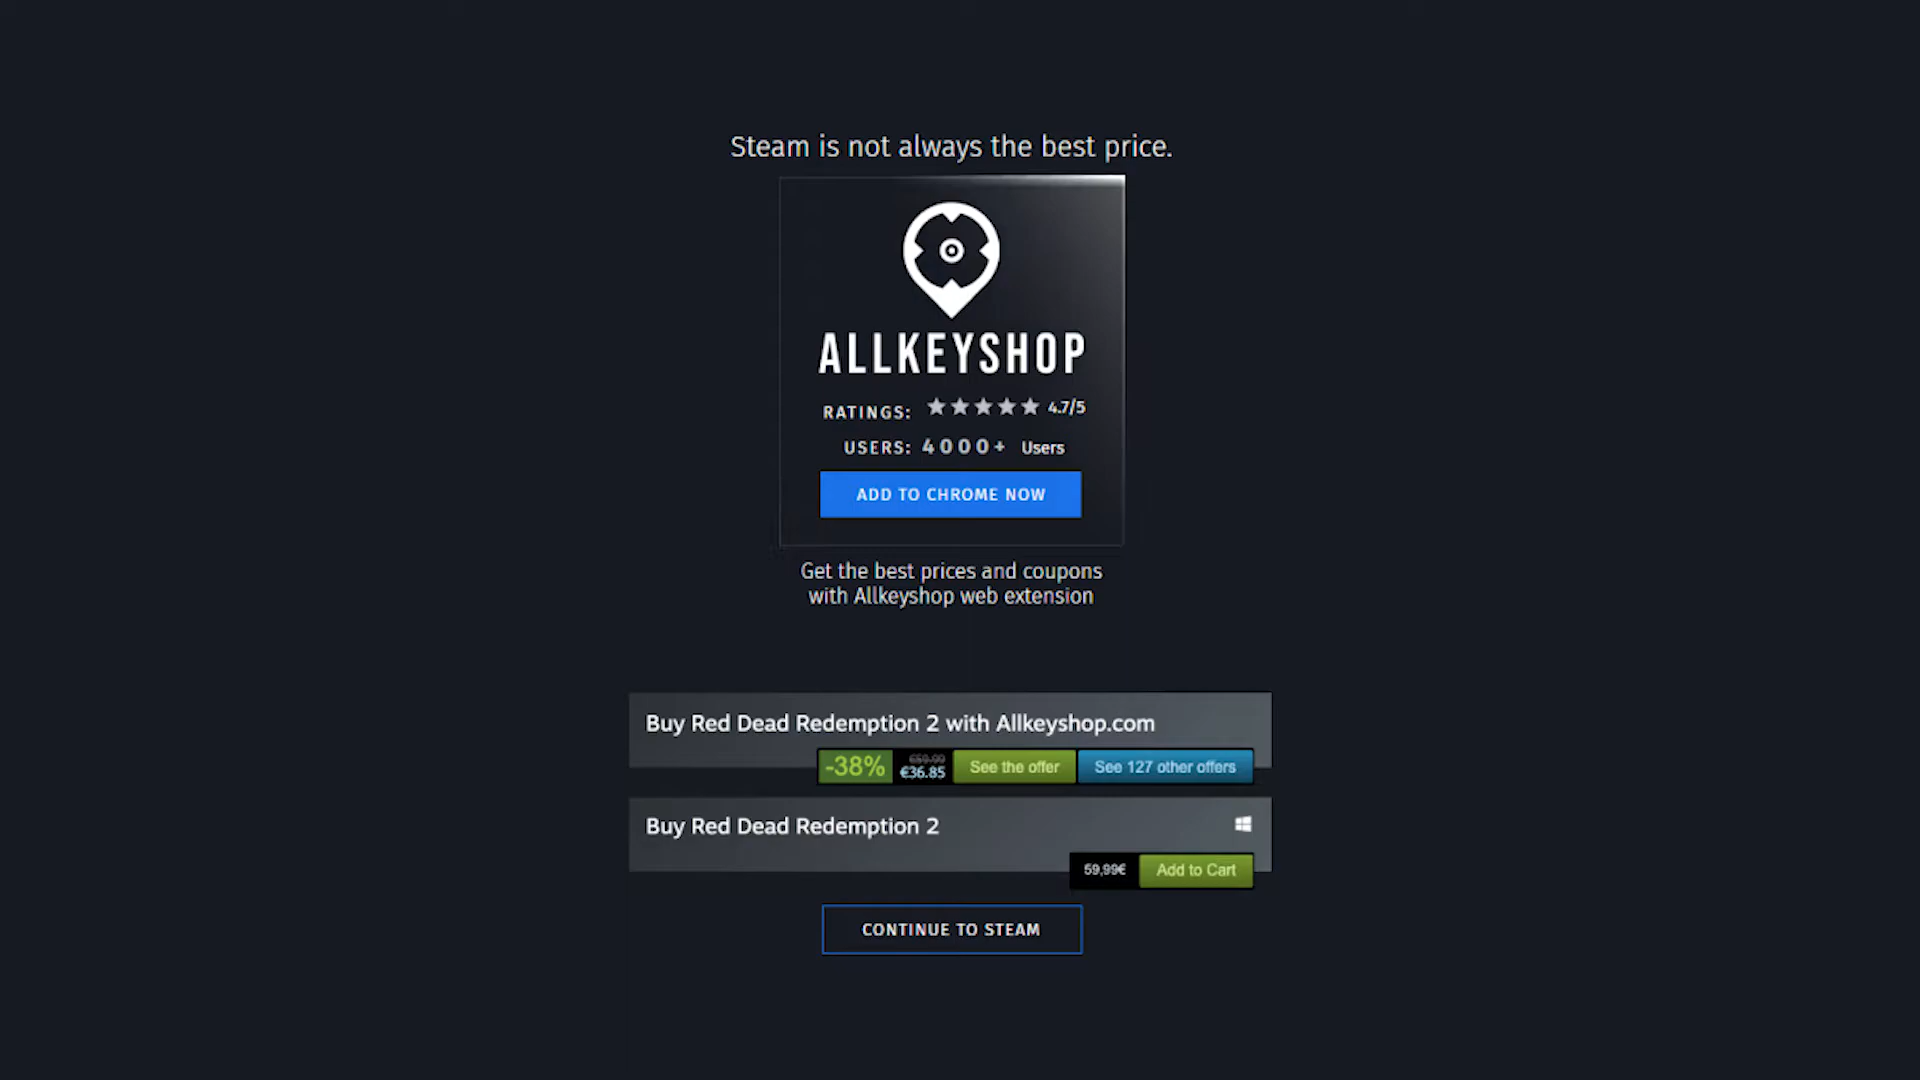 Steam is not always the best price.
ALLKEYSHOP
RATINGS: 4.7/5
USERS: 4000+ Users
ADD TO CHROME NOW
Get the best prices and coupons
with Allkeyshop web extension
Buy Red Dead Redemption 2 with Allkeyshop.com
-38% €59.99 €36.85 See the offer See 127 other offers
Buy Red Dead Redemption 2
59,99€ Add to Cart
CONTINUE TO STEAM